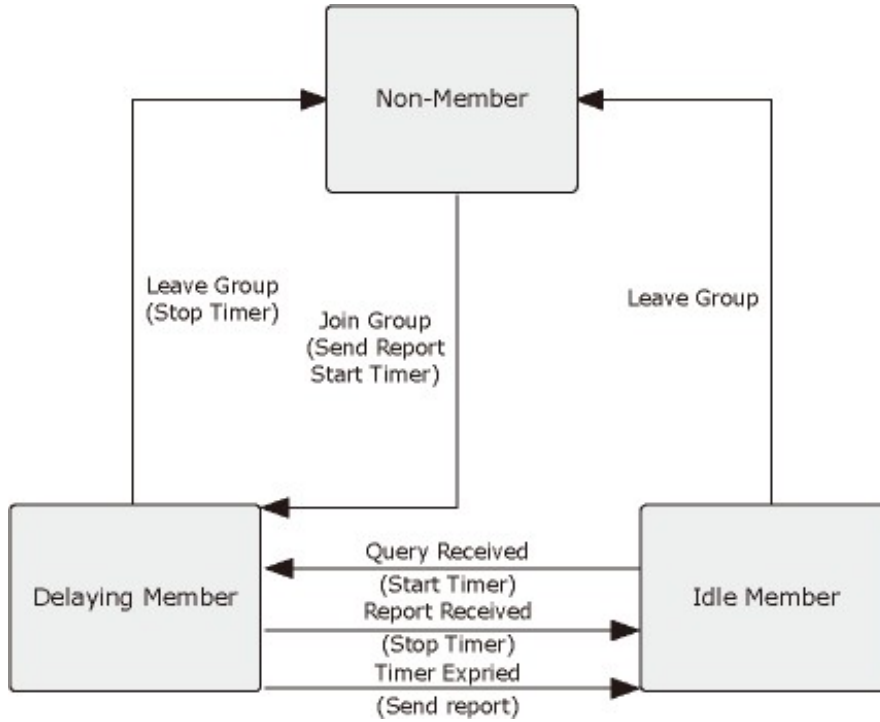 Non-Member
Leave Group
(Stop Timer)
Join Group
(Send Report
Start Timer)
Leave Group
Delaying Member
Query Received
(Start Timer)
Report Received
(Stop Timer)
Timer Expried
(Send report)
Idle Member